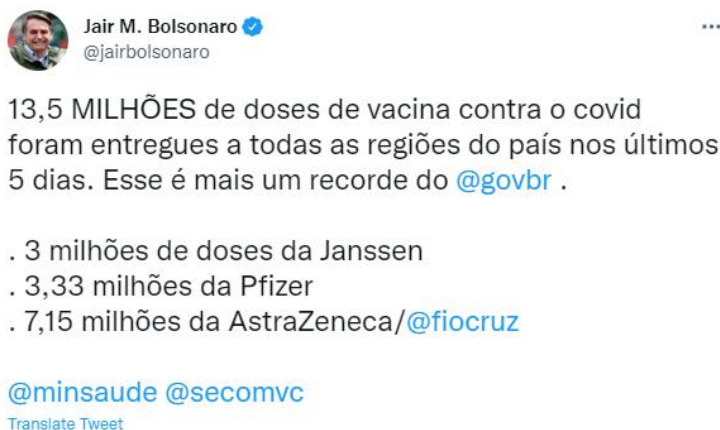 Jair M. Bolsonaro
@jairbolsonaro
13,5 MILHÕES de doses de vacina contra o covid
foram entregues a todas as regiões do país nos últimos
5 dias. Esse é mais um recorde do @govbr .
. 3 milhões de doses da Janssen
. 3,33 milhões da Pfizer
. 7,15 milhões da AstraZeneca/@fiocruz
@minsaude @secomvc
Translate Tweet